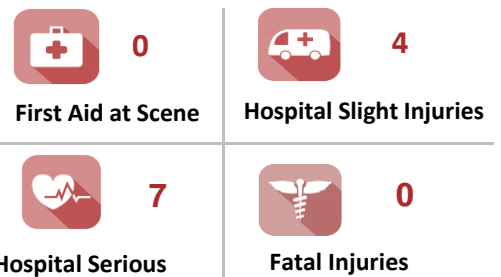 0
4
First Aid at Scene
Hospital Slight Injuries
7
0
Hospital Serious
Fatal Injuries